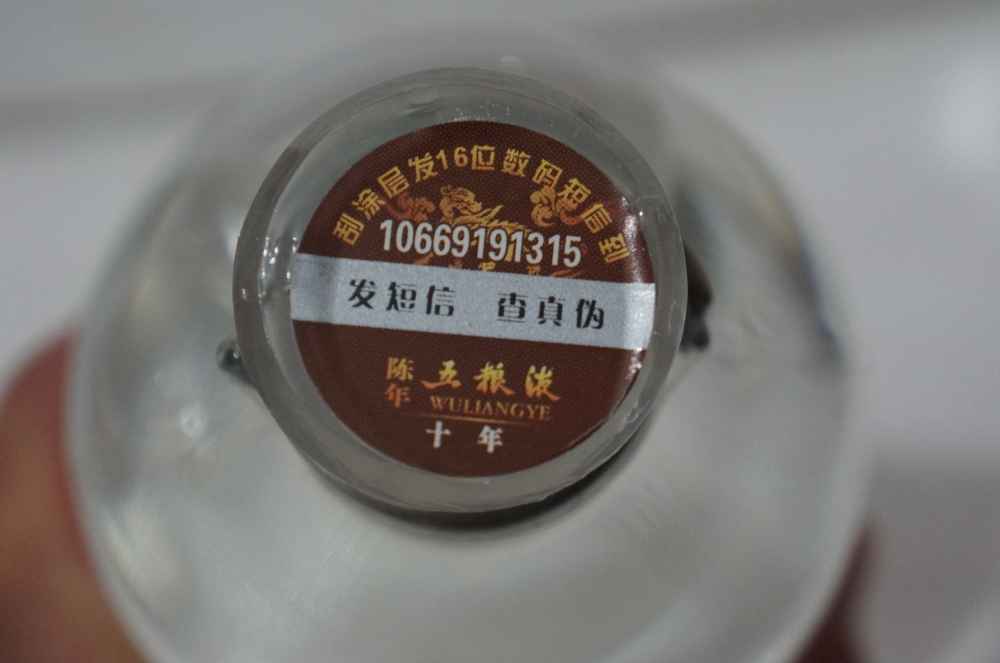 刮涂层发16位数码短信到
10669191315
发短信 查真伪
陈年 五粮液
WULIANGYE
十年